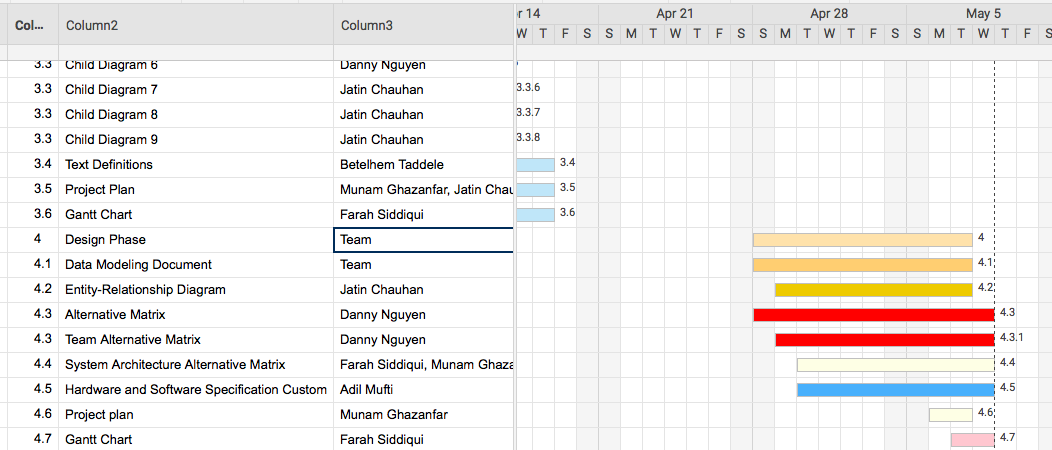 Col... Column2 Column3 r 14 Apr 21 Apr 28 May 5
W T F S S M T W T F S S M T W T F S S M T W T F S
3.3 Child Diagram 6 Danny Nguyen
3.3 Child Diagram 7 Jatin Chauhan 3.3.6
3.3 Child Diagram 8 Jatin Chauhan 3.3.7
3.3 Child Diagram 9 Jatin Chauhan 3.3.8
3.4 Text Definitions Betelhem Taddele 3.4
3.5 Project Plan Munam Ghazanfar, Jatin Chau 3.5
3.6 Gantt Chart Farah Siddiqui 3.6
4 Design Phase Team 4
4.1 Data Modeling Document Team 4.1
4.2 Entity-Relationship Diagram Jatin Chauhan 4.2
4.3 Alternative Matrix Danny Nguyen 4.3
4.3 Team Alternative Matrix Danny Nguyen 4.3.1
4.4 System Architecture Alternative Matrix Farah Siddiqui, Munam Ghaza 4.4
4.5 Hardware and Software Specification Custom Adil Mufti 4.5
4.6 Project plan Munam Ghazanfar 4.6
4.7 Gantt Chart Farah Siddiqui 4.7